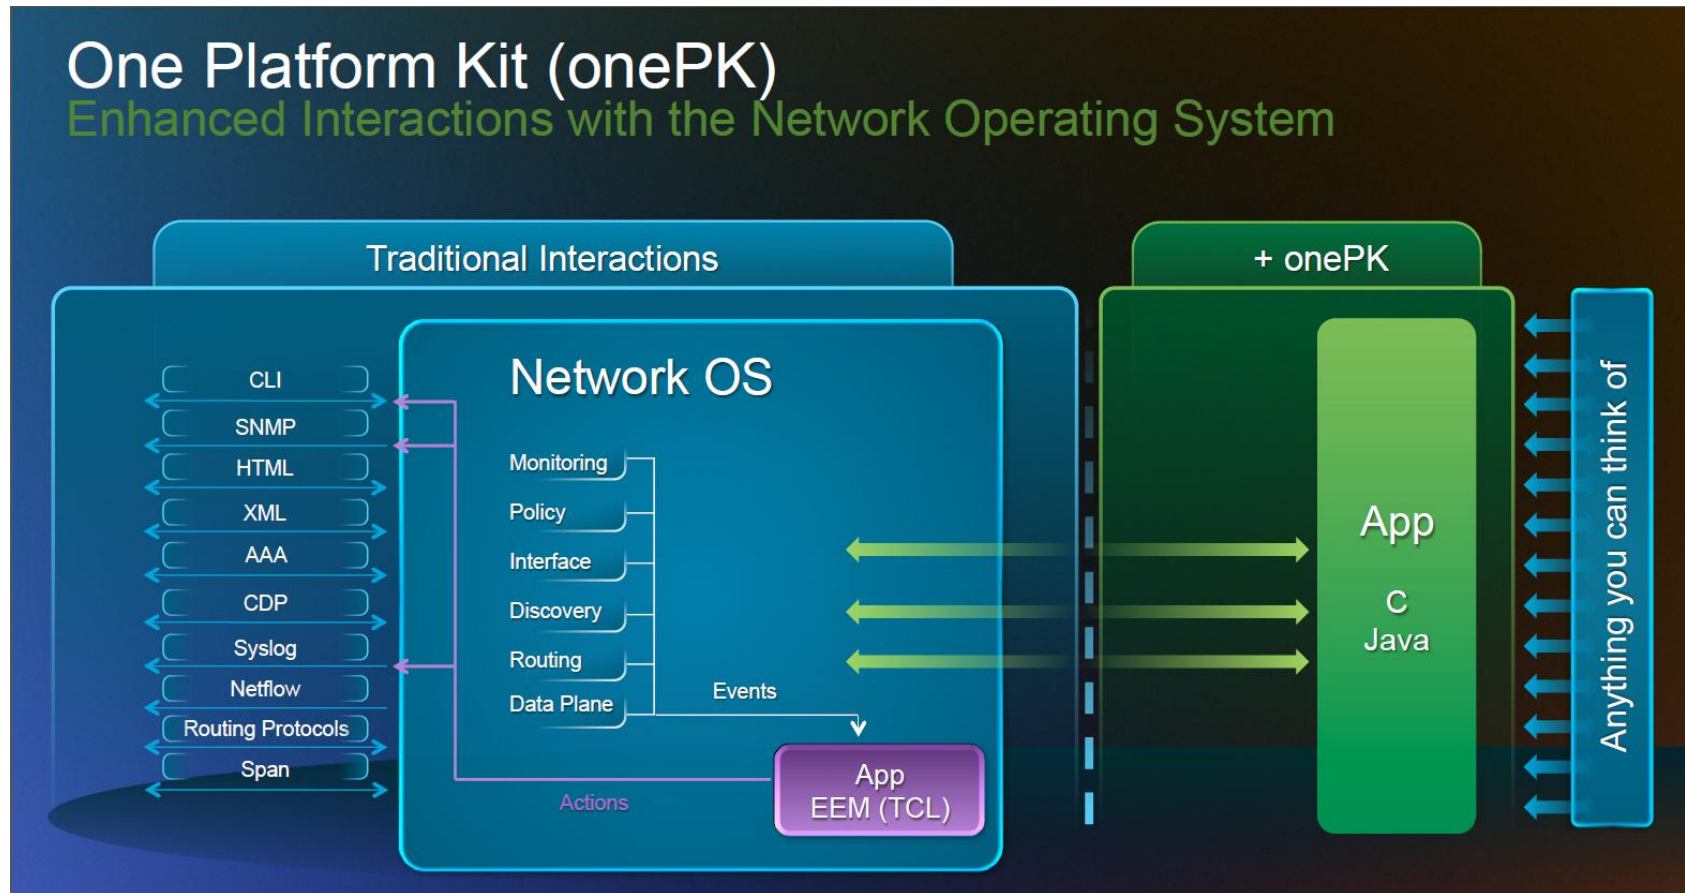 One Platform Kit (onePK)
Enhanced Interactions with the Network Operating System
Traditional Interactions
CLI
SNMP
HTML
XML
AAA
CDP
Syslog
Netflow
Routing Protocols
Span
Network OS
Monitoring
Policy
Interface
Discovery
Routing
Data Plane
Events
Actions
App
EEM (TCL)
+ onePK
App
C
Java
Anything you can think of